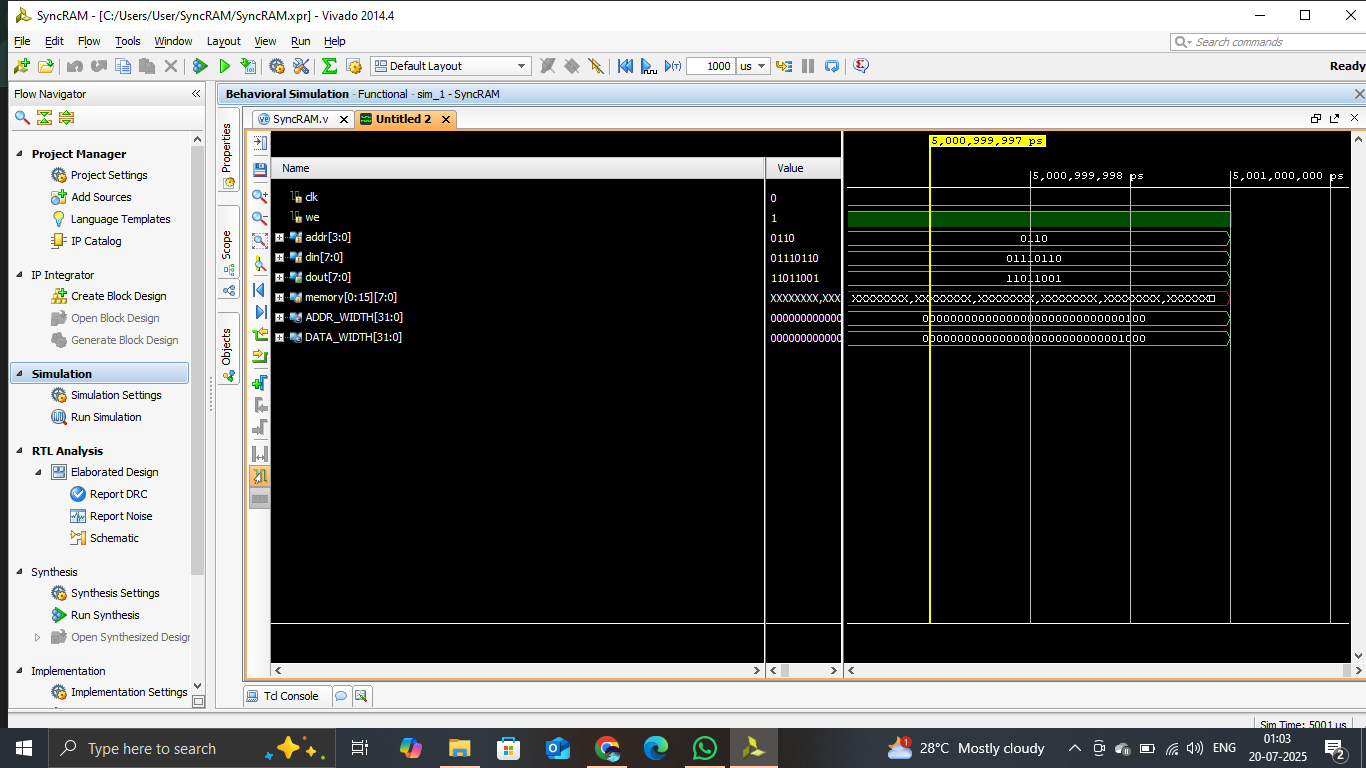 SyncRAM - [C:/Users/User/SyncRAM/SyncRAM.xpr] - Vivado 2014.4
File Edit Flow Tools Window Layout View Run Help
Search commands
Default Layout 1000 us Ready
Flow Navigator
Behavioral Simulation - Functional - sim_1 - SyncRAM
SyncRAM.v
Untitled 2
Properties
Scope
Objects
Project Manager
Project Settings
Add Sources
Language Templates
IP Catalog
IP Integrator
Create Block Design
Open Block Design
Generate Block Design
Simulation
Simulation Settings
Run Simulation
RTL Analysis
Elaborated Design
Report DRC
Report Noise
Schematic
Synthesis
Synthesis Settings
Run Synthesis
Open Synthesized Design
Implementation
Implementation Settings
5,000,999,997 ps
Name Value
5,000,999,998 ps 5,001,000,000 ps
clk 0
we 1
addr[3:0] 0110 0110
din[7:0] 01110110 01110110
dout[7:0] 11011001 11011001
memory[0:15][7:0] XXXXXXXX,XXX XXXXXXXX,XXXXXXXX,XXXXXXXX,XXXXXXXX,XXXXXXXX,XXXXXX
ADDR_WIDTH[31:0] 000000000000 00000000000000000000000000000100
DATA_WIDTH[31:0] 000000000000 00000000000000000000000000001000
Tcl Console
Sim Time: 5001 us
Type here to search
1
28°C Mostly cloudy
ENG
01:03
20-07-2025
2